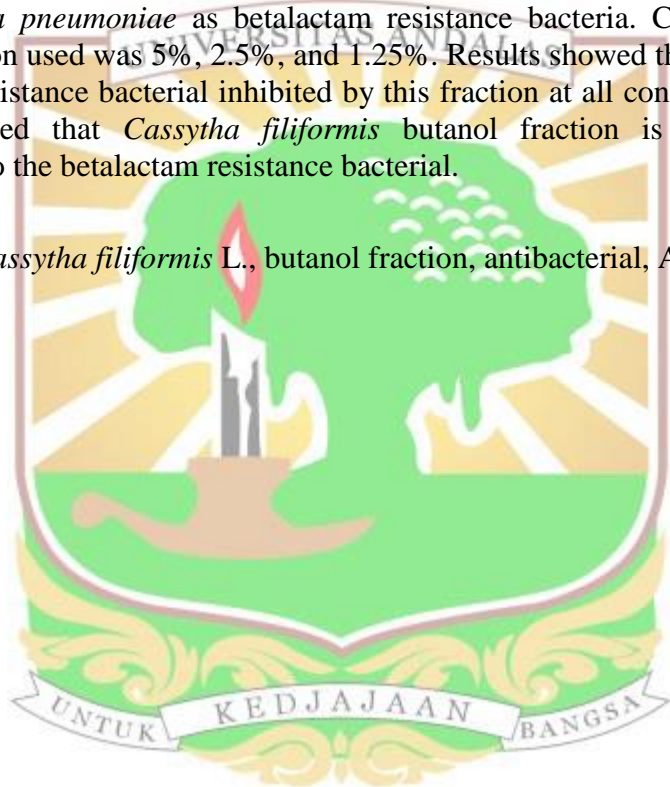 a pneumoniae as betalactam resistance bacteria. C
on used was 5%, 2.5%, and 1.25%. Results showed th
sistance bacterial inhibited by this fraction at all con
ed that Cassytha filiformis butanol fraction is
o the betalactam resistance bacterial.
assytha filiformis L., butanol fraction, antibacterial, A
UNIVERSITAS ANDALAS
UNTUK KEDJAJAAN BANGSA